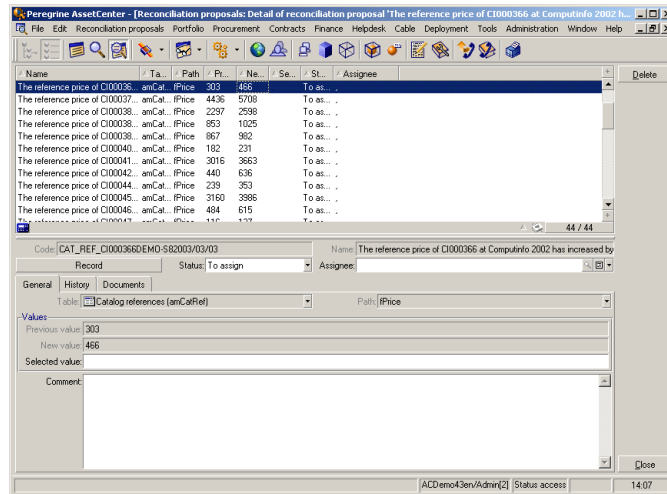 Peregrine AssetCenter - [Reconciliation proposals: Detail of reconciliation proposal 'The reference price of CI000366 at Computinfo 2002 h...
File Edit Reconciliation proposals Portfolio Procurement Contracts Finance Helpdesk Cable Deployment Tools Administration Window Help
Name Ta... Path Pr... Ne... Se... St... Assignee
Delete
The reference price of CI00036... amCat... fPrice 303 466 To as... ,
The reference price of CI00037... amCat... fPrice 4436 5708 To as... ,
The reference price of CI00038... amCat... fPrice 2297 2598 To as... ,
The reference price of CI00038... amCat... fPrice 853 1025 To as... ,
The reference price of CI00038... amCat... fPrice 867 982 To as... ,
The reference price of CI00040... amCat... fPrice 182 231 To as... ,
The reference price of CI00041... amCat... fPrice 3016 3663 To as... ,
The reference price of CI00042... amCat... fPrice 440 636 To as... ,
The reference price of CI00044... amCat... fPrice 239 353 To as... ,
The reference price of CI00045... amCat... fPrice 3160 3986 To as... ,
The reference price of CI00046... amCat... fPrice 484 615 To as... ,
44 / 44
Code: CAT_REF_CI000366DEMO-S82003/03/03 Name: The reference price of CI000366 at Computinfo 2002 has increased by
Record Status: To assign Assignee:
General History Documents
Table: Catalog references (amCatRef) Path: fPrice
Values
Previous value: 303
New value: 466
Selected value:
Comment:
Close
ACDemo43en/Admin[2] Status access 14:07